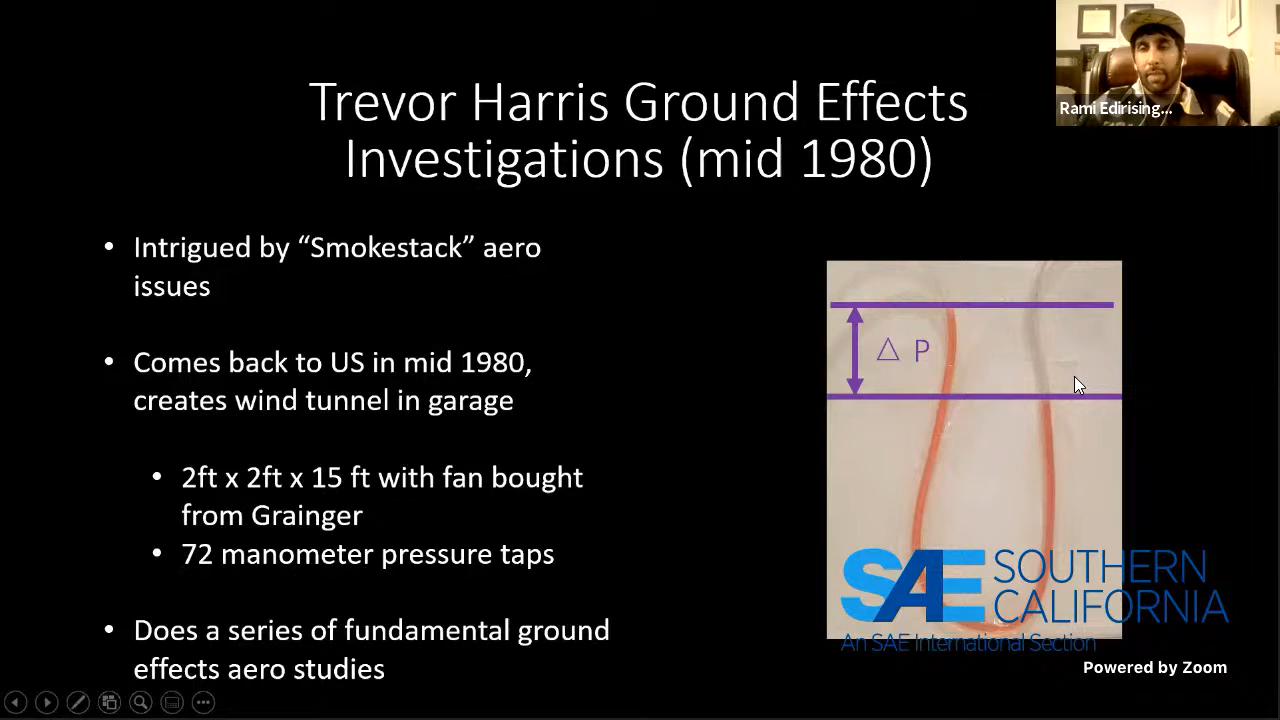 Trevor Harris Ground Effects
Investigations (mid 1980)
Rami Edirising...
• Intrigued by “Smokestack” aero
issues
• Comes back to US in mid 1980,
creates wind tunnel in garage
• 2ft x 2ft x 15 ft with fan bought
from Grainger
• 72 manometer pressure taps
• Does a series of fundamental ground
effects aero studies
△ P
SAE SOUTHERN
CALIFORNIA
An SAE International Section
Powered by Zoom